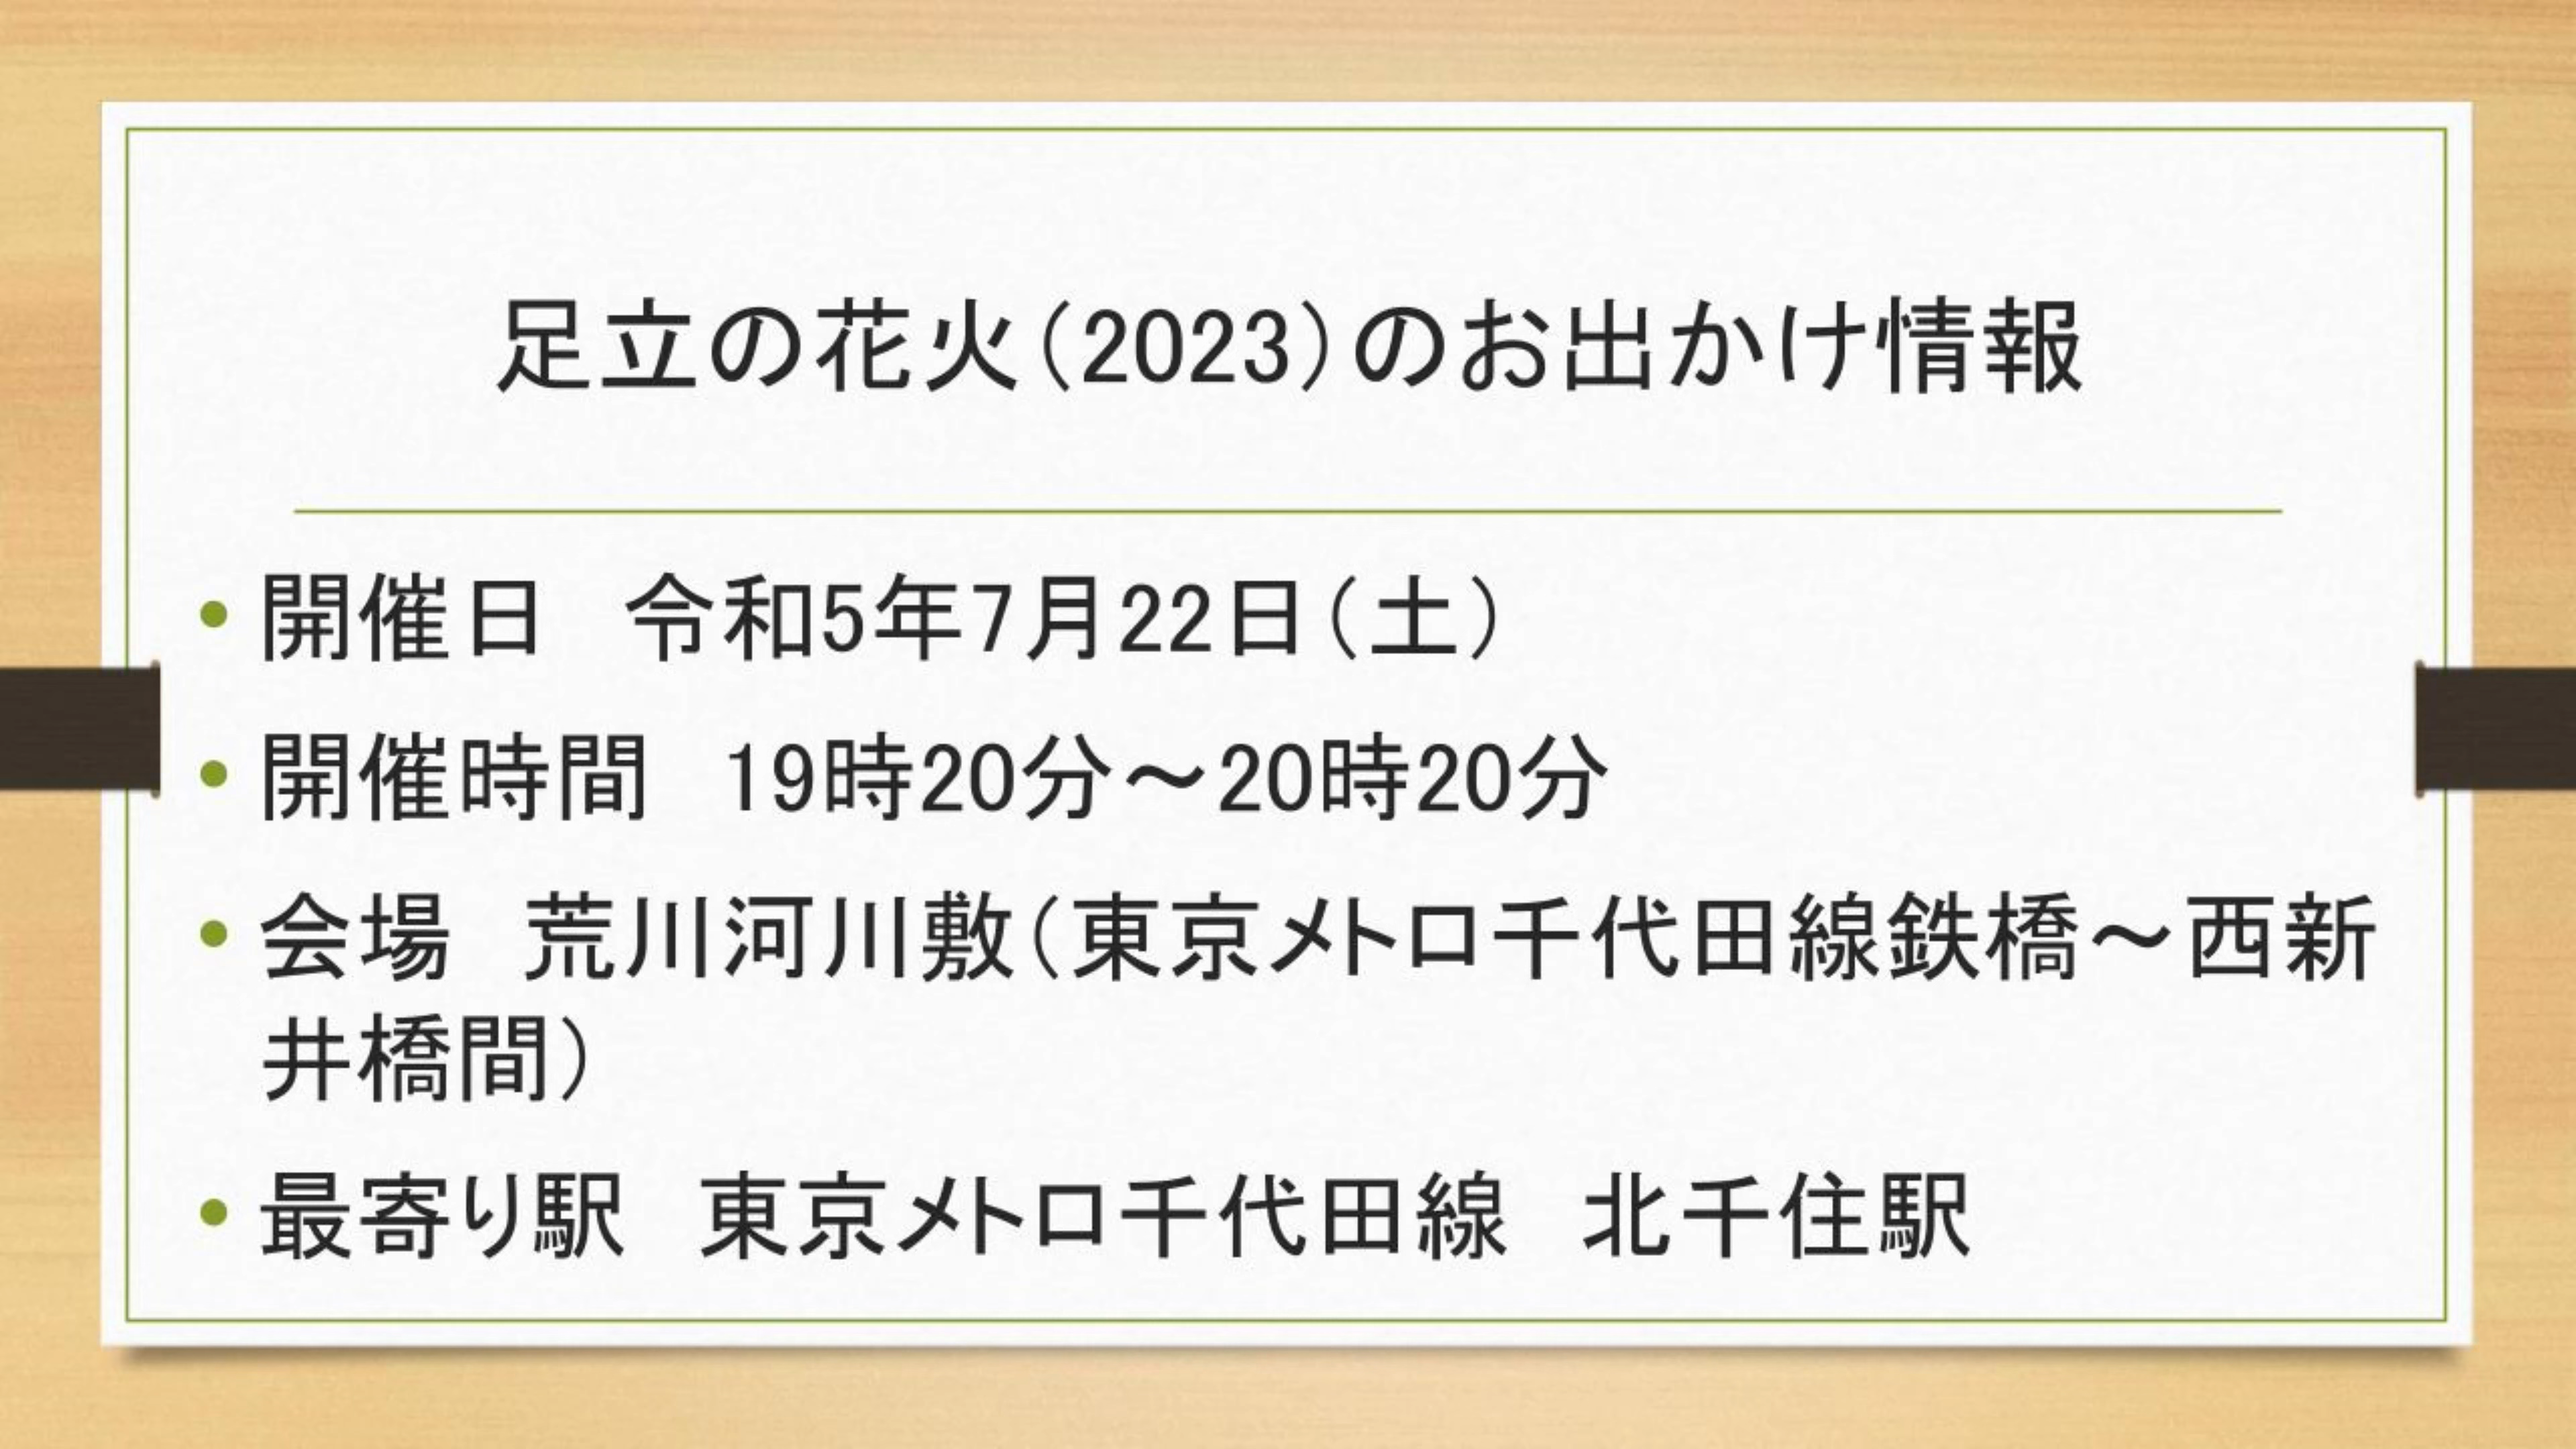 足立の花火(2023)のお出かけ情報
• 開催日　令和5年7月22日(土)
• 開催時間　19時20分～20時20分
• 会場　荒川河川敷(東京メトロ千代田線鉄橋～西新
井橋間)
• 最寄り駅　東京メトロ千代田線　北千住駅